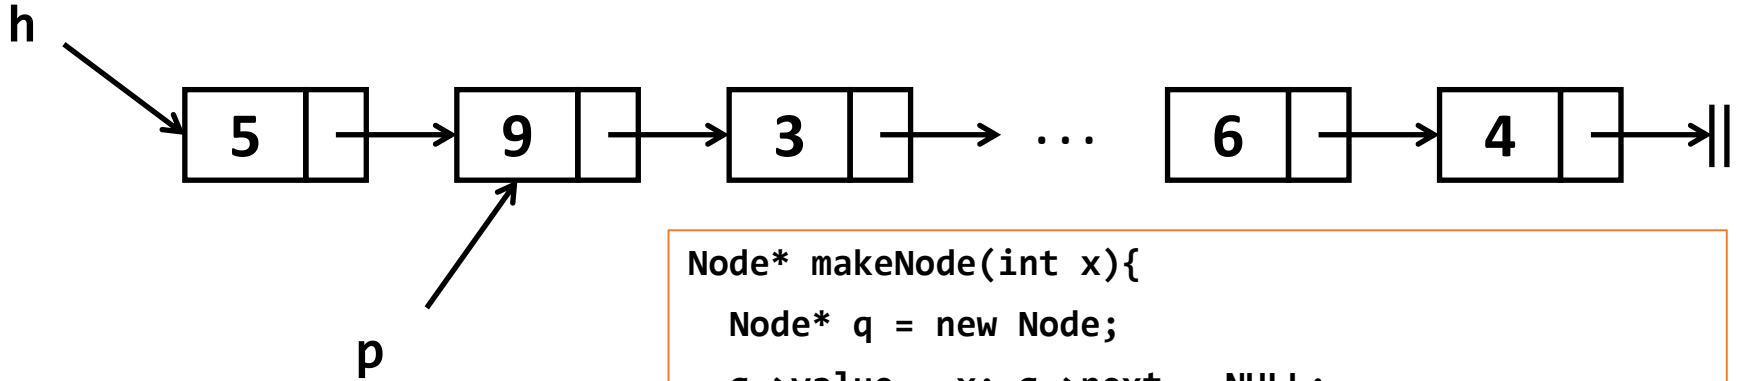 h
5 9 3 ... 6 4
p
Node* makeNode(int x){
Node* q = new Node;